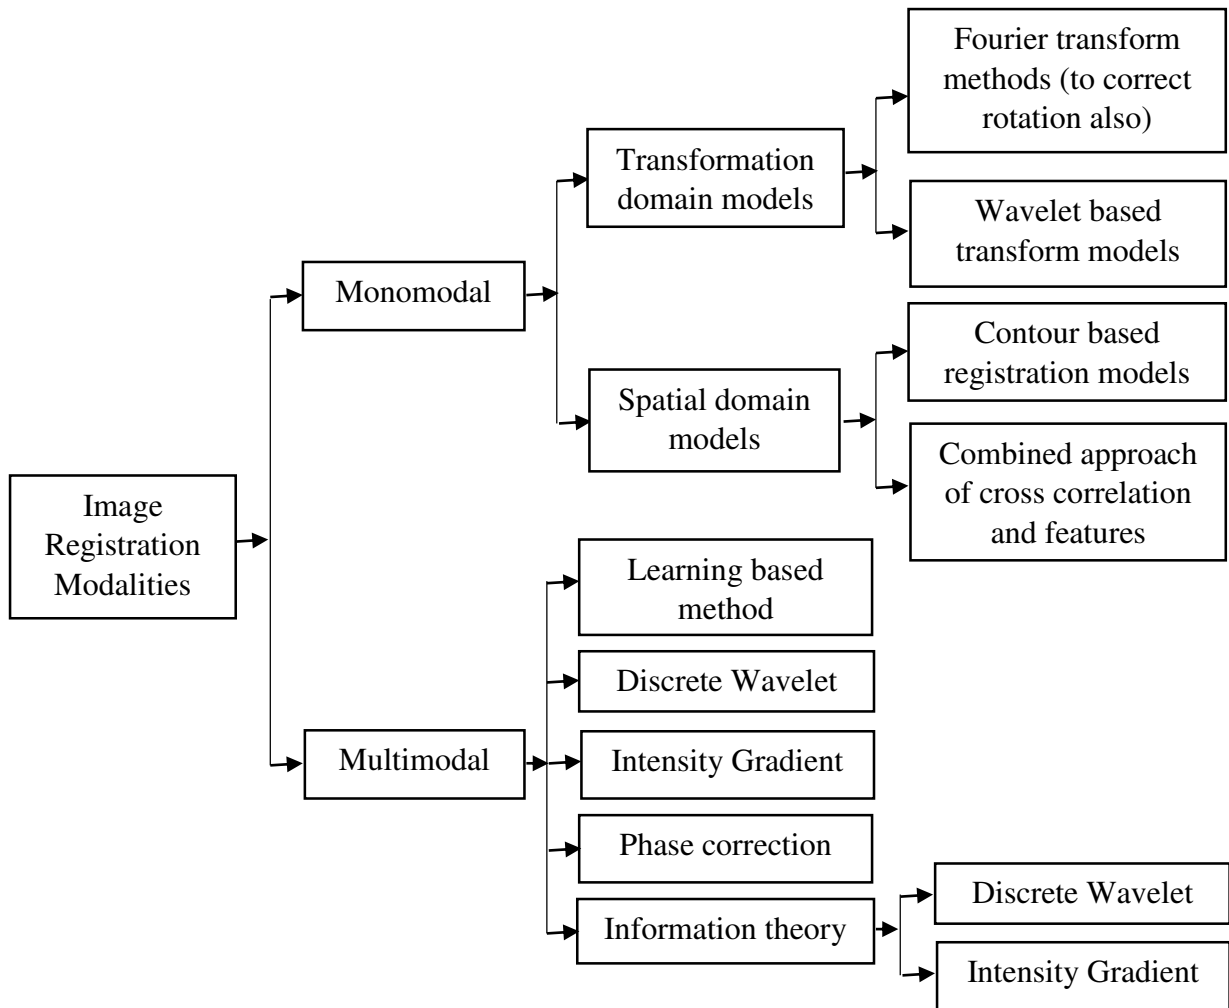 Image
Registration
Modalities
Monomodal
Transformation
domain models
Fourier transform
methods (to correct
rotation also)
Wavelet based
transform models
Spatial domain
models
Contour based
registration models
Combined approach
of cross correlation
and features
Multimodal
Learning based
method
Discrete Wavelet
Intensity Gradient
Phase correction
Information theory
Discrete Wavelet
Intensity Gradient